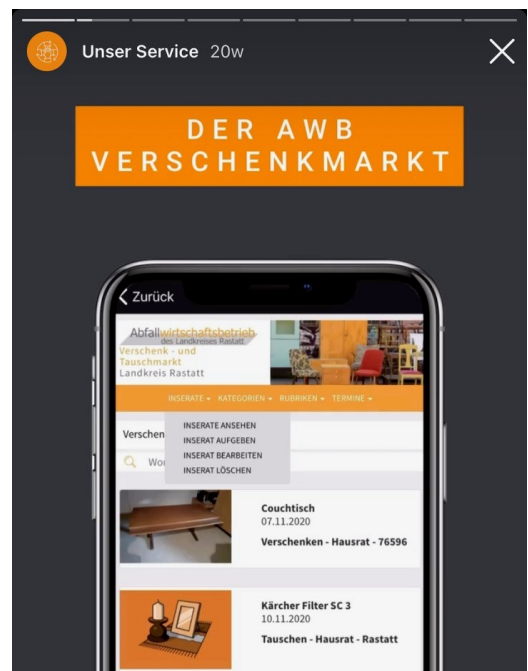 Unser Service 20w
DER AWB
VERSCHENKMARKT
Zurück
Abfallwirtschaftsbetrieb
des Landkreises Rastatt
Verschenk - und
Tauschmarkt
Landkreis Rastatt
INSERATE KATEGORIEN RUBRIKEN TERMINE
INSERATE ANSEHEN
INSERAT AUFGEBEN
INSERAT BEARBEITEN
INSERAT LÖSCHEN
Verschen
Wo
Couchtisch
07.11.2020
Verschenken - Hausrat - 76596
Kärcher Filter SC 3
10.11.2020
Tauschen - Hausrat - Rastatt